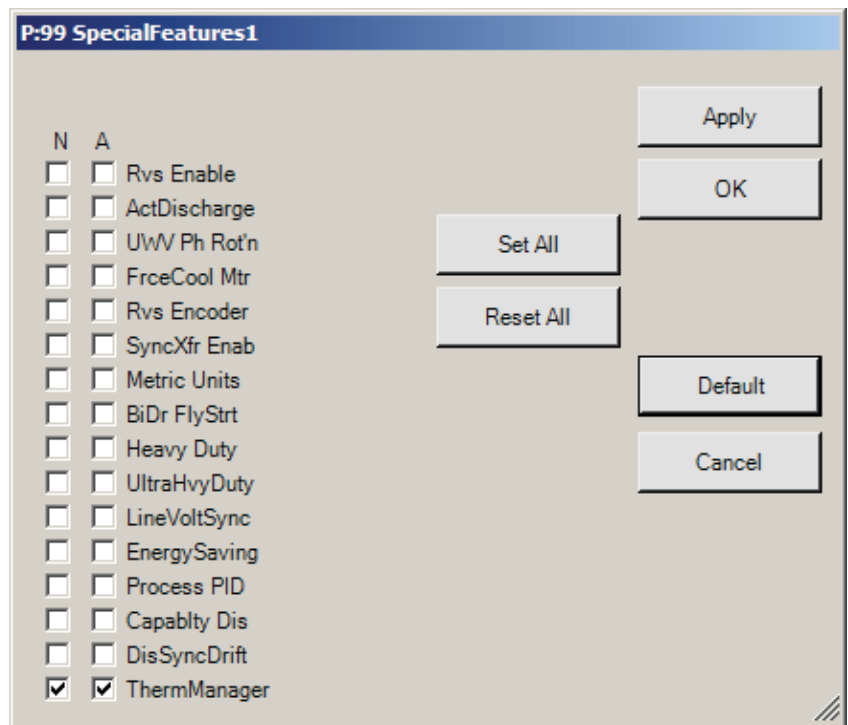 P:99 SpecialFeatures1
N A
Rvs Enable
ActDischarge
UWV Ph Rot'n
FrceCool Mtr
Rvs Encoder
SyncXfr Enab
Metric Units
BiDr FlyStrt
Heavy Duty
UltraHvyDuty
LineVoltSync
EnergySaving
Process PID
Capablty Dis
DisSyncDrift
ThermManager
Set All
Reset All
Apply
OK
Default
Cancel